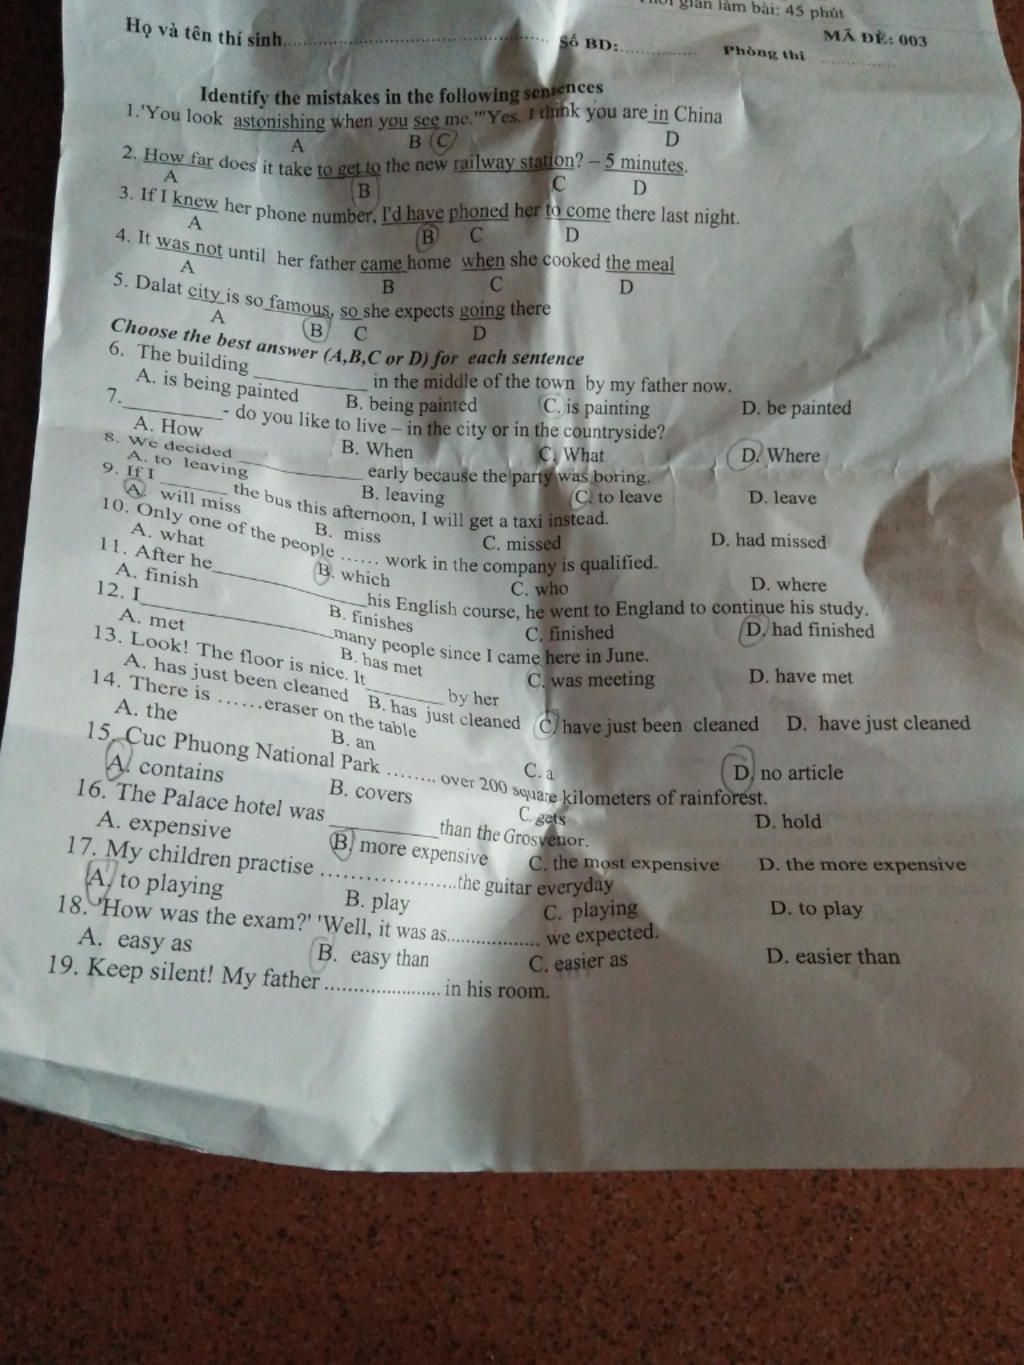 gian làm bài: 45 phút
Họ và tên thí sinh............ Số BD:............ Phòng thi ............ MÃ ĐỀ: 003
Identify the mistakes in the following sentences
1.'You look astonishing when you see me.'"Yes. I think you are in China
A B C D
2. How far does it take to get to the new railway station? – 5 minutes.
A B C D
3. If I knew her phone number, I'd have phoned her to come there last night.
A B C D
4. It was not until her father came home when she cooked the meal
A B C D
5. Dalat city is so famous, so she expects going there
A B C D
Choose the best answer (A,B,C or D) for each sentence
6. The building ____________ in the middle of the town by my father now.
A. is being painted B. being painted C. is painting D. be painted
7.__________- do you like to live – in the city or in the countryside?
A. How B. When C. What D. Where
8. We decided ____________ early because the party was boring.
A. to leaving B. leaving C. to leave D. leave
9. If I _______ the bus this afternoon, I will get a taxi instead.
A. will miss B. miss C. missed D. had missed
10. Only one of the people ...... work in the company is qualified.
A. what B. which C. who D. where
11. After he________________his English course, he went to England to continue his study.
A. finish B. finishes C. finished D. had finished
12. I____________________many people since I came here in June.
A. met B. has met C. was meeting D. have met
13. Look! The floor is nice. It ________ by her
A. has just been cleaned B. has just cleaned C. have just been cleaned D. have just cleaned
14. There is ......eraser on the table
A. the B. an C. a D. no article
15. Cuc Phuong National Park ........ over 200 square kilometers of rainforest.
A. contains B. covers C. gets D. hold
16. The Palace hotel was ____________than the Grosvenor.
A. expensive B. more expensive C. the most expensive D. the more expensive
17. My children practise ....................the guitar everyday
A. to playing B. play C. playing D. to play
18. 'How was the exam?' 'Well, it was as.................. we expected.
A. easy as B. easy than C. easier as D. easier than
19. Keep silent! My father ...................... in his room.